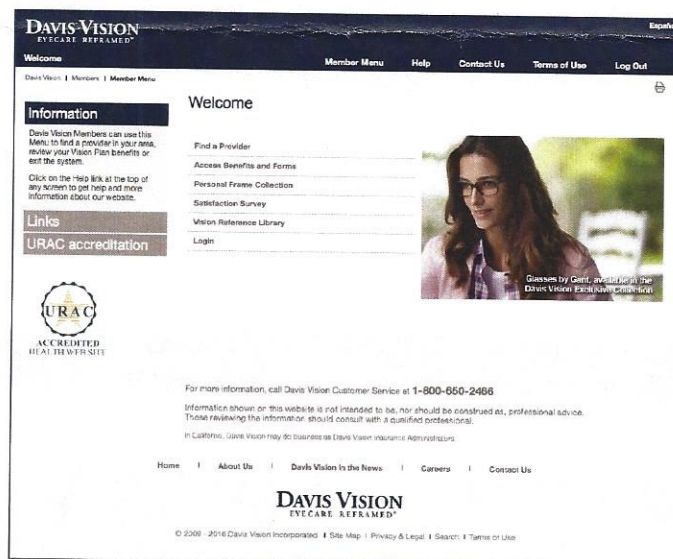 DAVIS VISION
EYECARE REFRAMED
Español
Welcome
Member Menu Help Contact Us Terms of Use Log Out
Davis Vision | Members | Member Menu
Information
Davis Vision Members can use this
Menu to find a provider in your area,
review your Vision Plan benefits or
exit the system.
Click on the Help link at the top of
any screen to get help and more
information about our website.
Links
URAC accreditation
URAC
ACCREDITED
HEALTH WEB SITE
Welcome
Find a Provider
Access Benefits and Forms
Personal Frame Collection
Satisfaction Survey
Vision Reference Library
Login
Glasses by Gant, available in the
Davis Vision Exclusive Collection
For more information, call Davis Vision Customer Service at 1-800-650-2466
Information shown on this website is not intended to be, nor should be construed as, professional advice.
Those reviewing the information should consult with a qualified professional.
In California, Davis Vision may do business as Davis Vision Insurance Administrators.
Home | About Us | Davis Vision in the News | Careers | Contact Us
DAVIS VISION
EYECARE REFRAMED
© 2009 - 2016 Davis Vision Incorporated | Site Map | Privacy & Legal | Search | Terms of Use